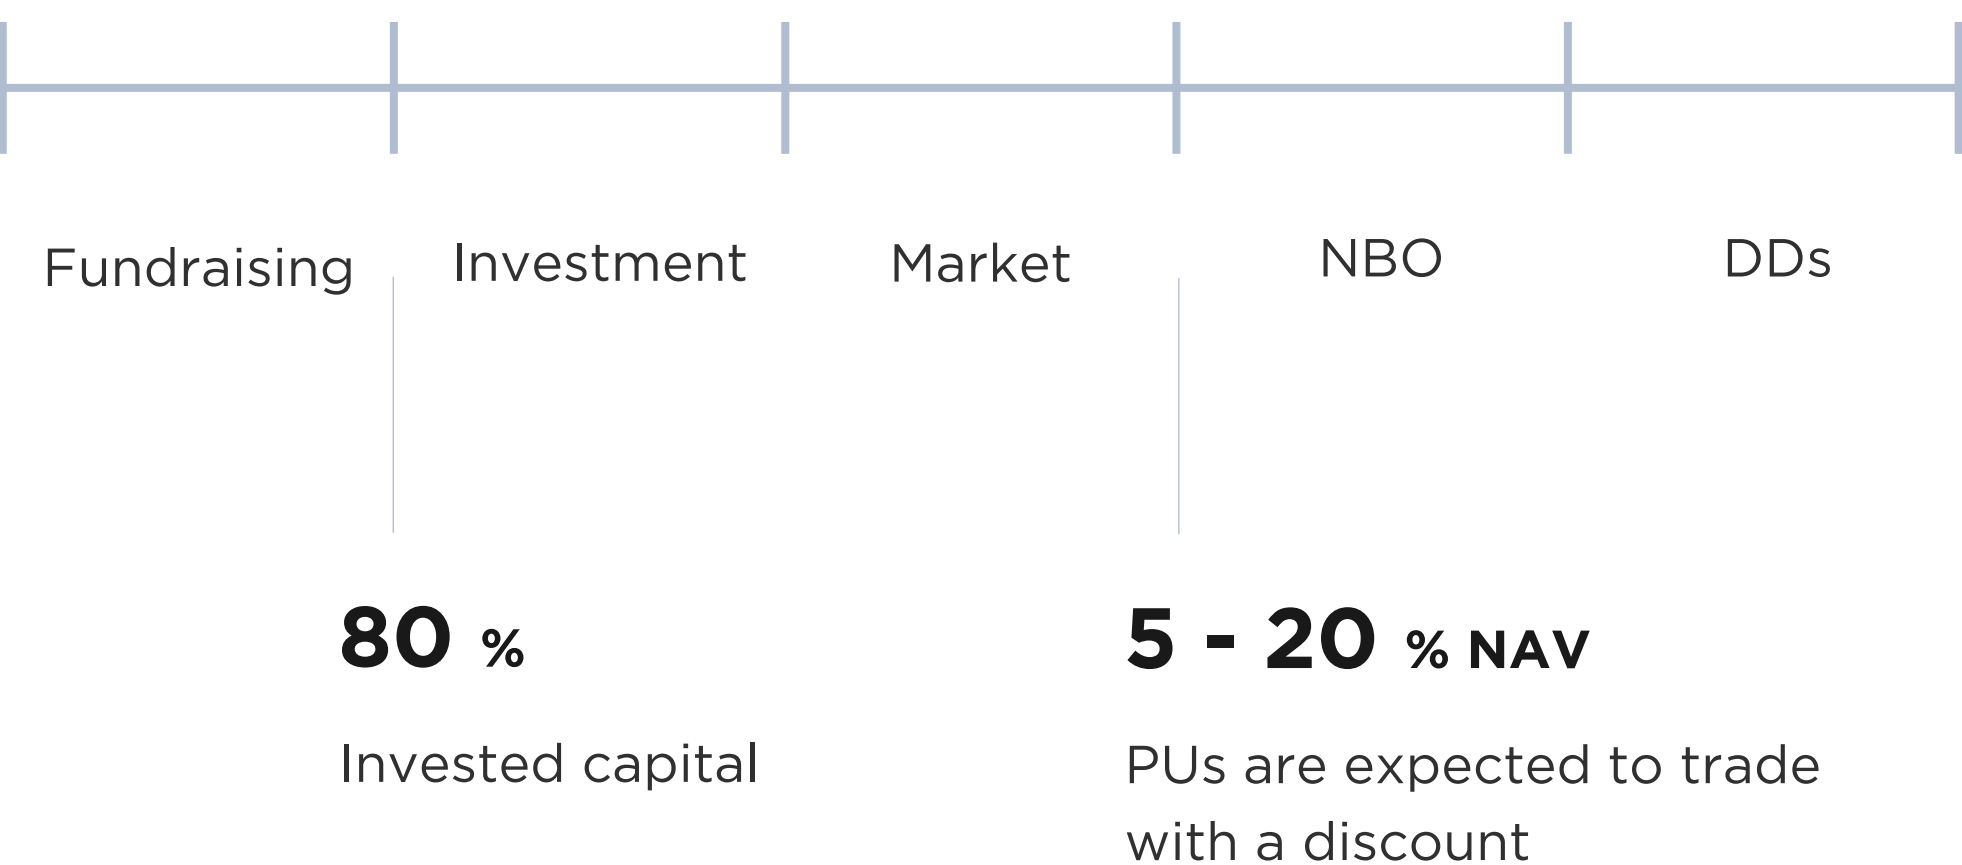 Fundraising
Investment
Market
NBO
DDs
80 %
Invested capital
5 - 20 % NAV
PUs are expected to trade
with a discount